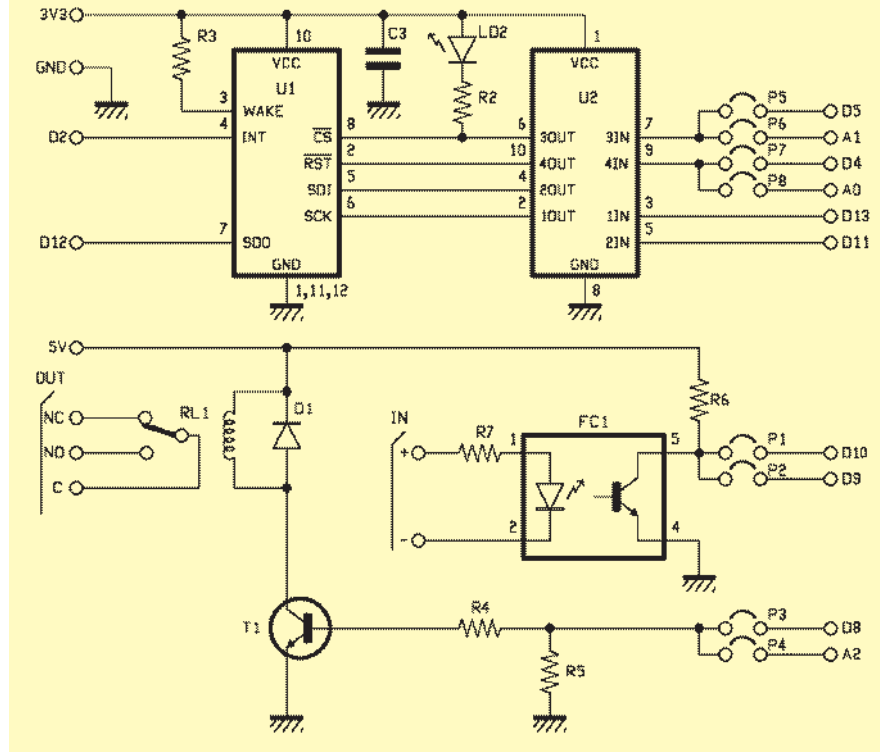 3V3
R3
10
C3
LD2
1
VCC
VCC
GND
U1
U2
R2
3
WAKE
P5
D5
4
8
6
7
P6
D2
INT
CS
3OUT
3IN
A1
2
10
9
P7
RST
4OUT
4IN
D4
5
4
P8
SDI
2OUT
A0
6
2
3
SCK
1OUT
1IN
D13
7
5
D12
SDO
2IN
D11
GND
GND
1,11,12
8
5V
OUT
R6
NC
RL1
D1
IN
R7
FC1
+
1
5
P1
NO
D10
P2
C
D9
-
2
4
R4
P3
T1
D8
P4
R5
A2